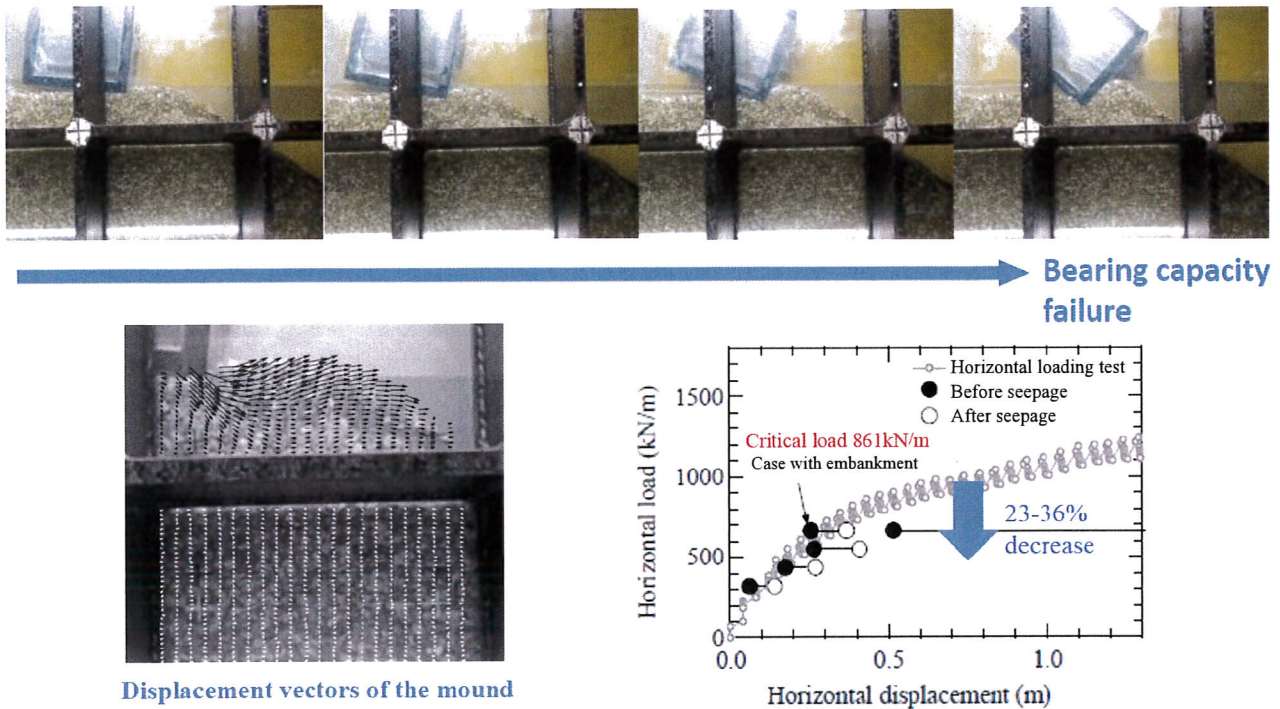 Bearing capacity
failure
Displacement vectors of the mound
Horizontal load (kN/m)
1500
1000
500
0
0.0
0.5
1.0
Horizontal displacement (m)
Horizontal loading test
Before seepage
After seepage
Critical load 861kN/m
Case with embankment
23-36%
decrease